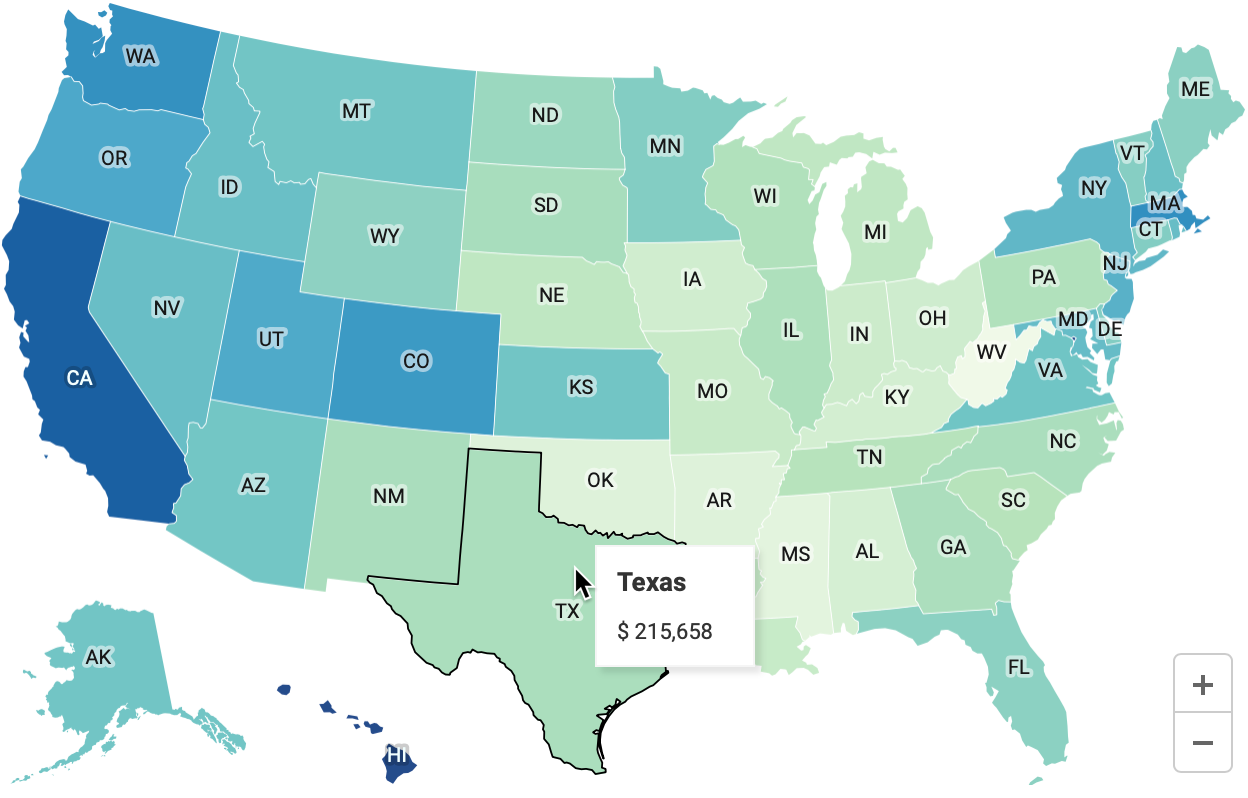 WA
ME
MT
ND
MN
VT
OR
ID
NY
WI
MA
SD
CT
MI
WY
NJ
IA
PA
NE
NV
MD
OH
DE
IL
IN
UT
WV
CO
VA
CA
KS
MO
KY
NC
TN
OK
AZ
NM
AR
SC
GA
AL
MS
Texas
TX
$ 215,658
AK
FL
+
HI
−